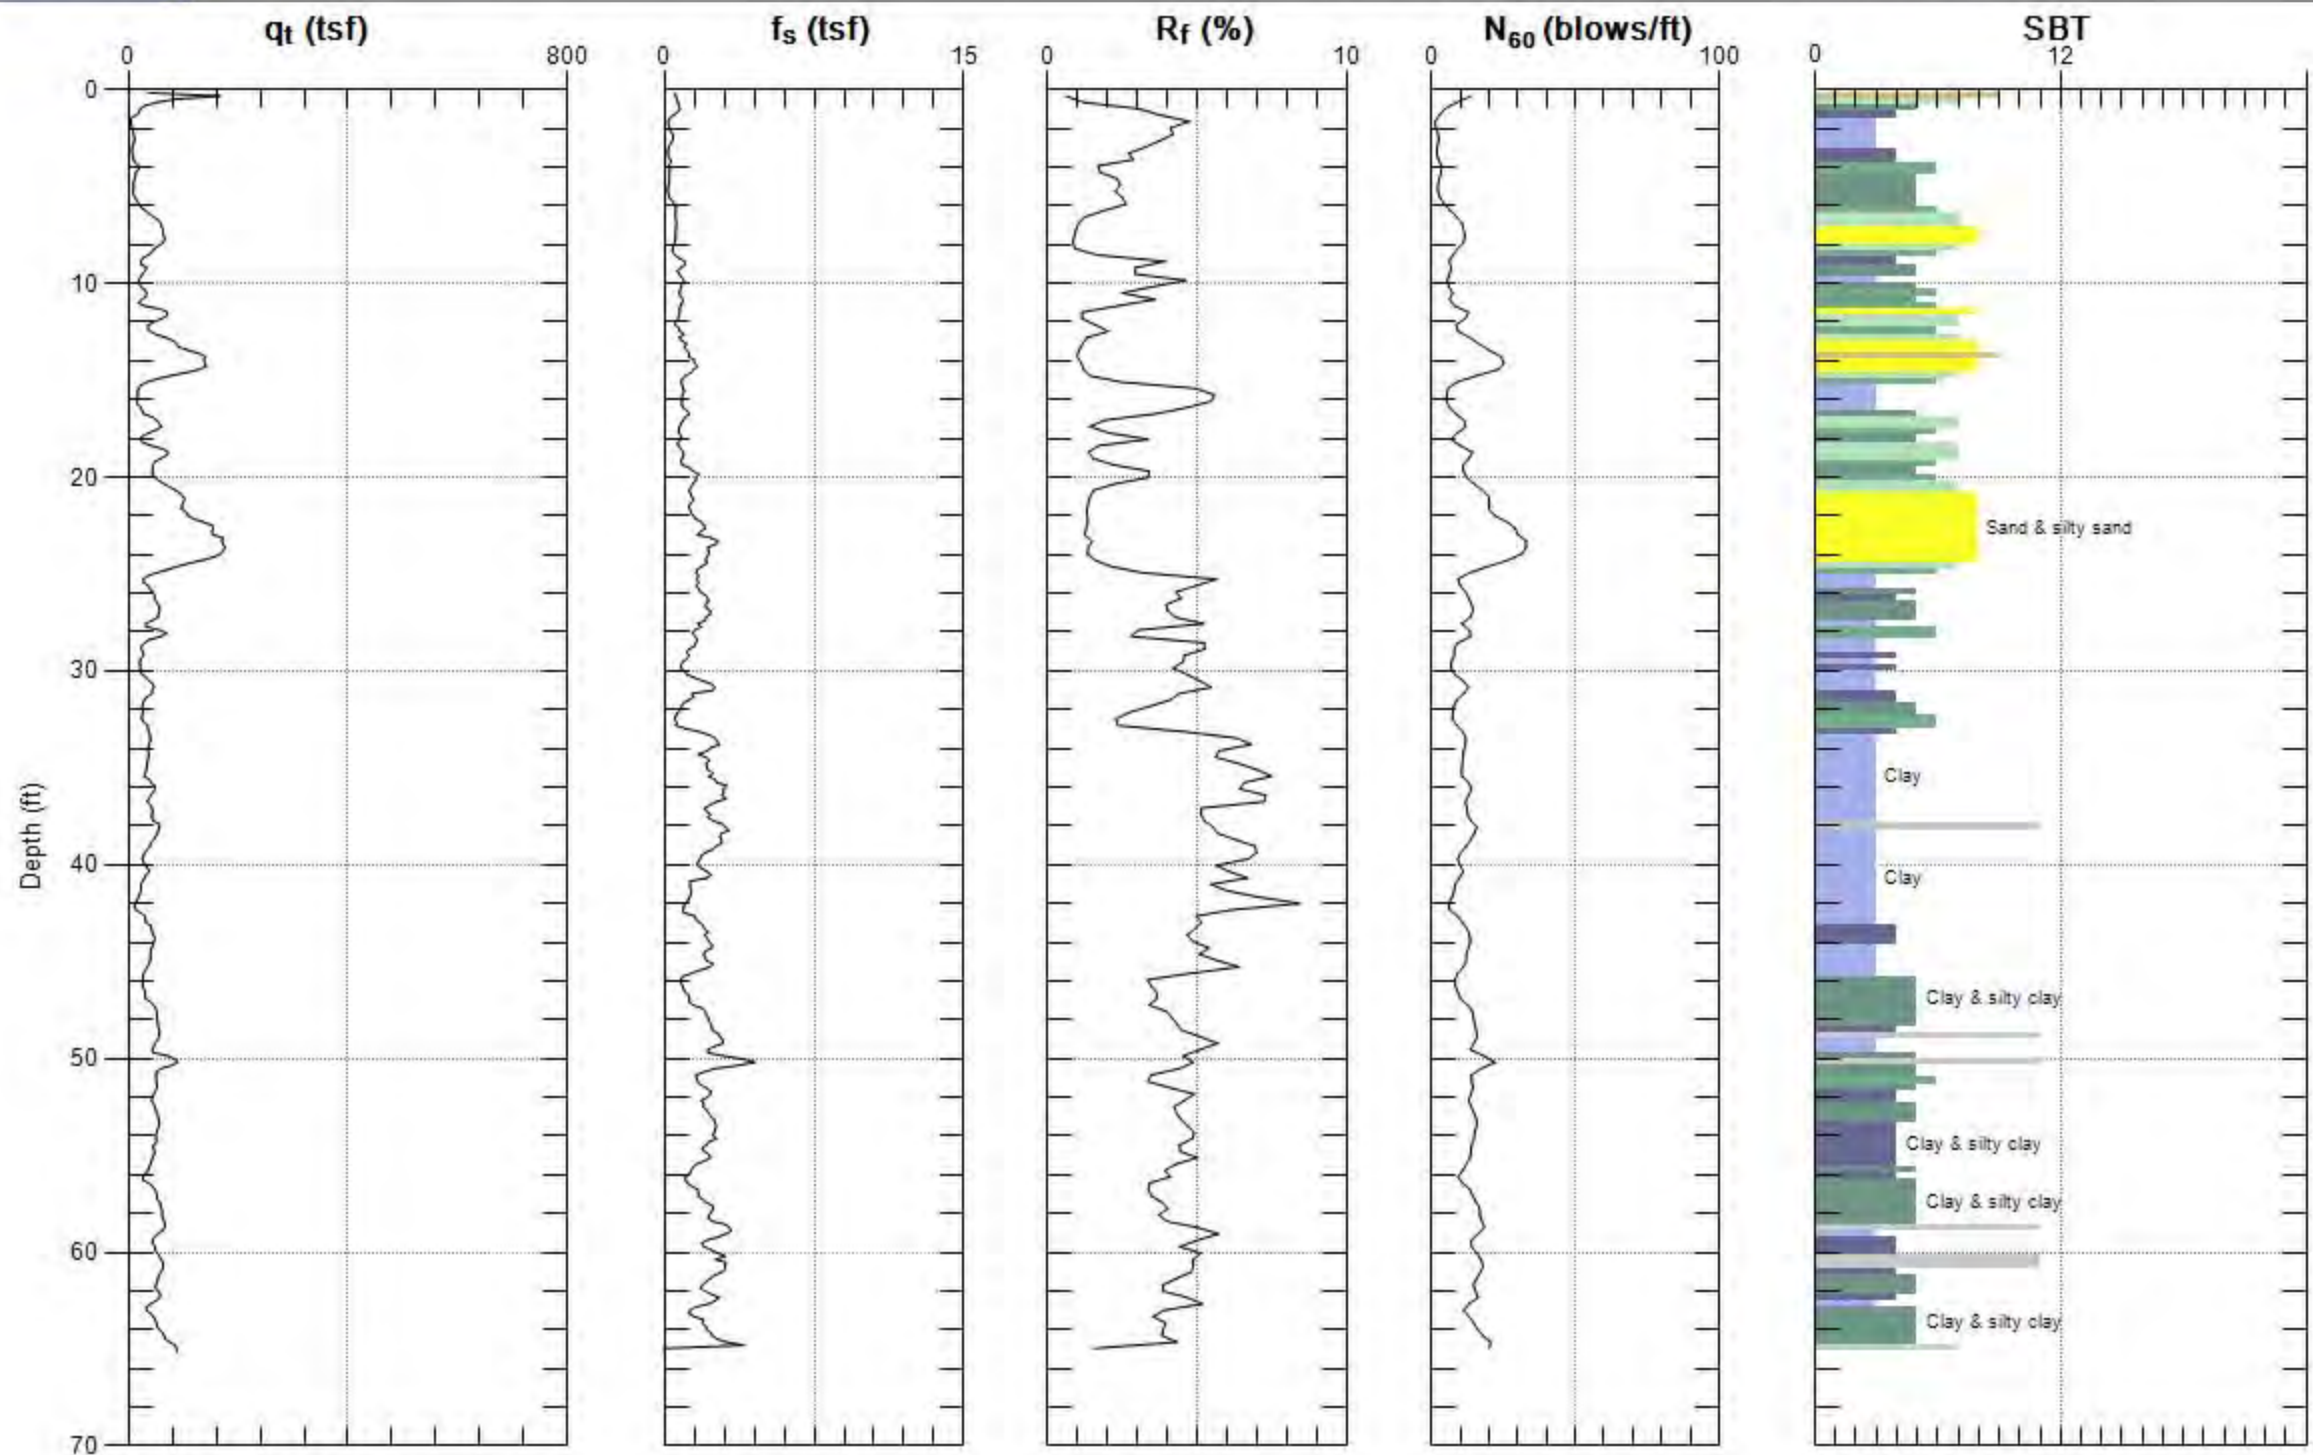 qt (tsf) fs (tsf) Rf (%) N60 (blows/ft) SBT
0 800 0 15 0 10 0 100 0 12
0
10
20
Sand & silty sand
30
Clay
Depth (ft)
40
Clay
Clay & silty clay
50
Clay & silty clay
Clay & silty clay
60
Clay & silty clay
70